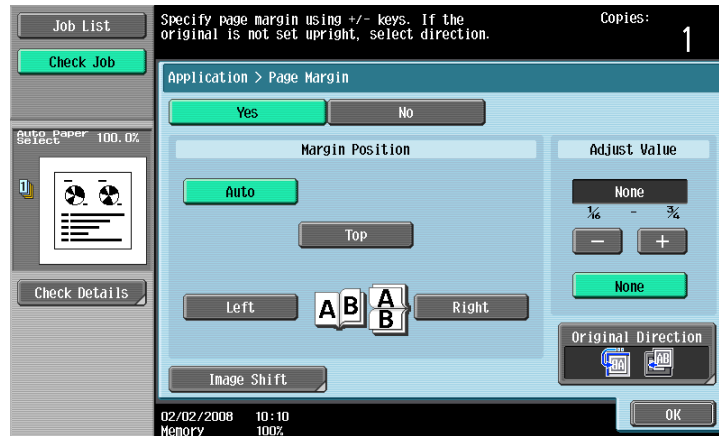 Job List
Check Job
Specify page margin using +/- keys. If the
original is not set upright, select direction.
Copies:
1
Application > Page Margin
Yes
No
Auto Paper
Select
100.0%
1
Check Details
Margin Position
Auto
Top
Left
A B
A
B
Right
Image Shift
Adjust Value
None
1/16 - 3/4
− +
None
Original Direction
AB
AB
02/02/2008 10:10
Memory 100%
OK